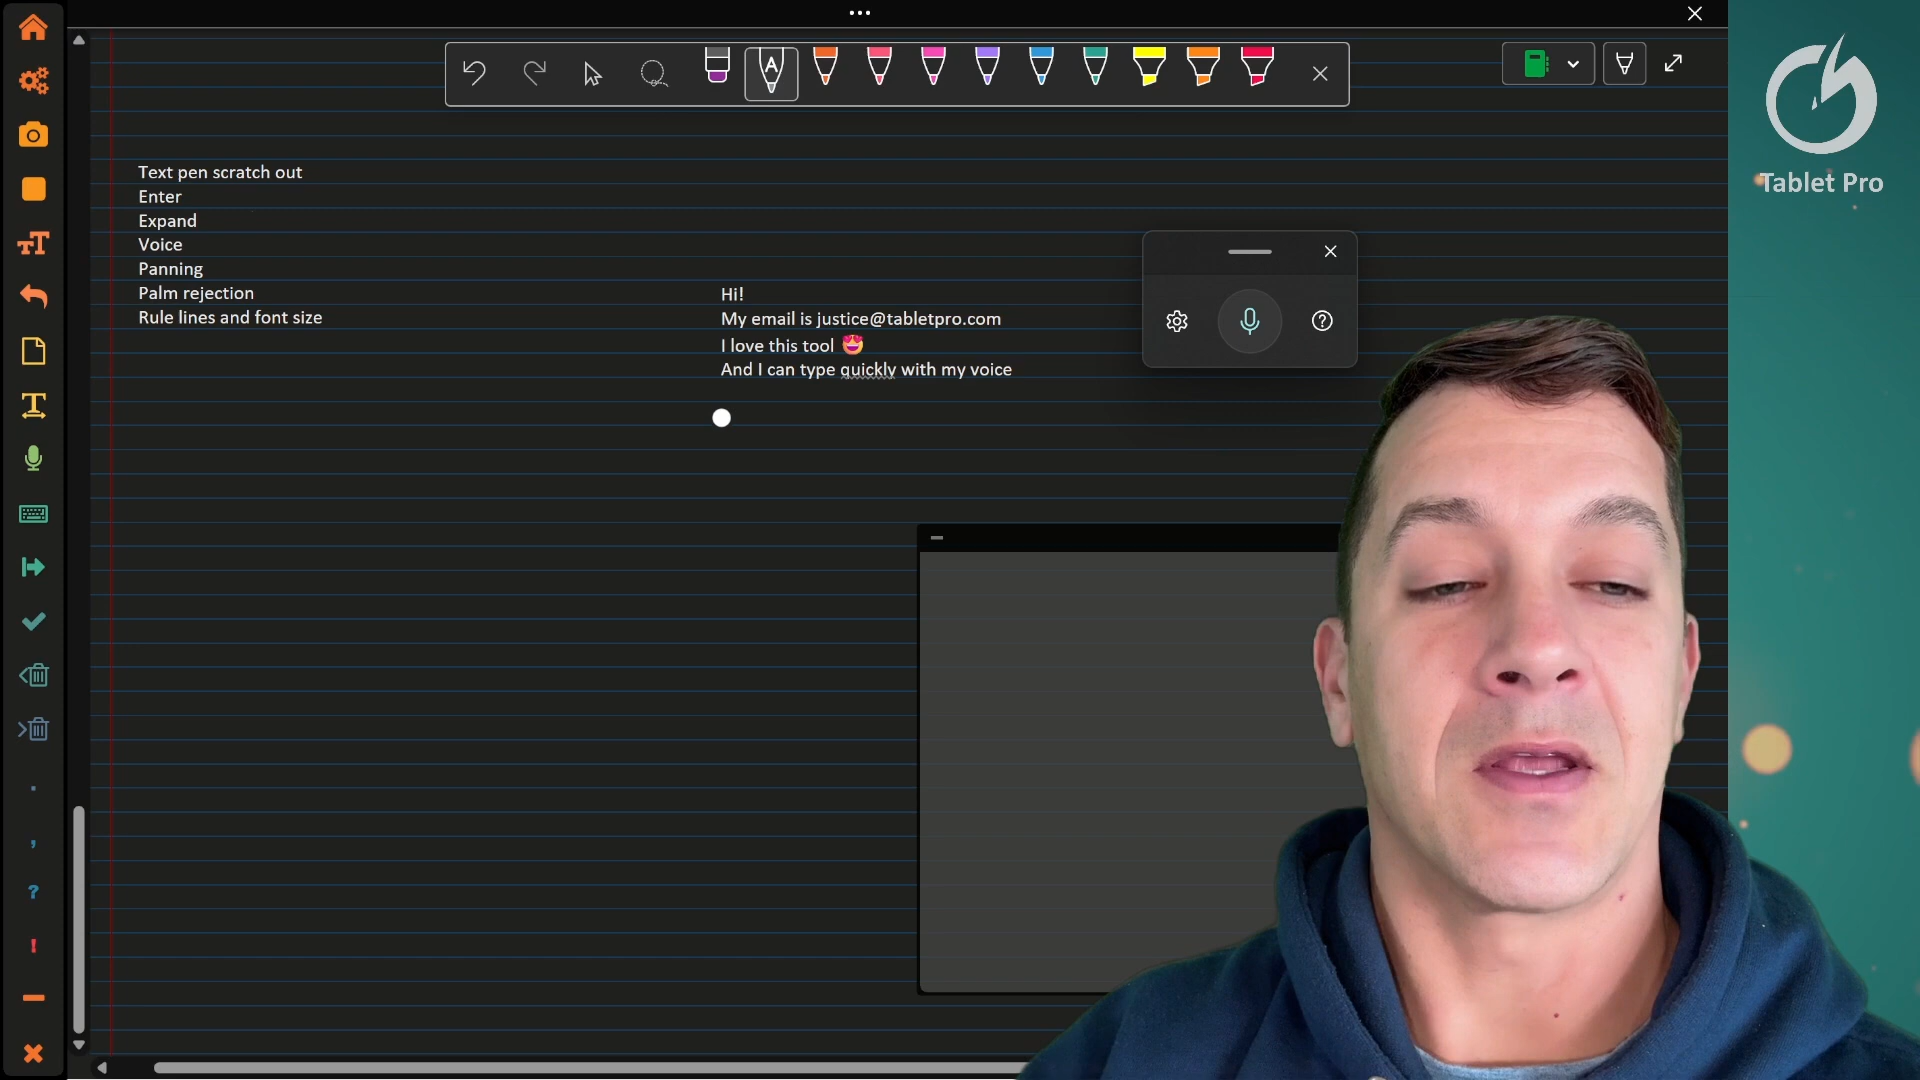 A
Tablet Pro
Text pen scratch out
Enter
Expand
Voice
Panning
Palm rejection
Rule lines and font size
Hi!
My email is justice@tabletpro.com
I love this tool 🤩
And I can type quickly with my voice